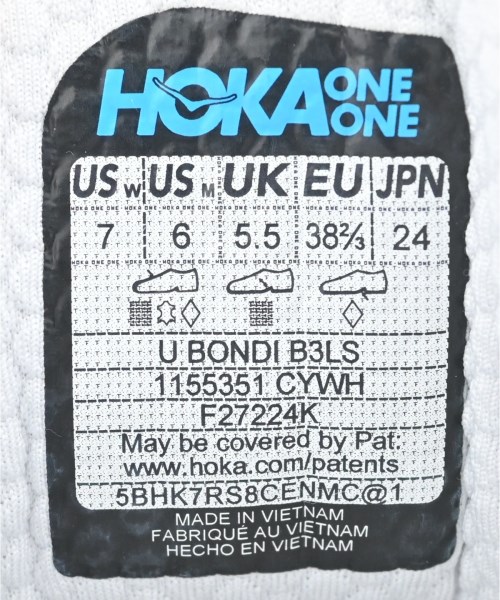 HOKA ONE ONE
US W US M UK EU JPN
7 6 5.5 38⅔ 24
U BONDI B3LS
1155351 CYWH
F27224K
May be covered by Pat:
www.hoka.com/patents
5BHK7RS8CENMC@1
MADE IN VIETNAM
FABRIQUÉ AU VIETNAM
HECHO EN VIETNAM